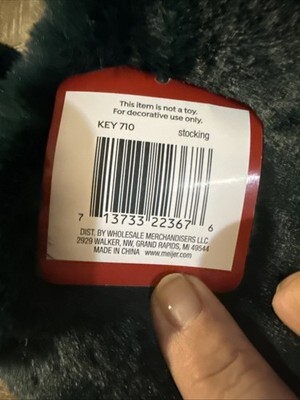 This item is not a toy.
For decorative use only.
KEY 710
stocking
7 13733 22367 6
DIST. BY WHOLESALE MERCHANDISERS LLC
2929 WALKER, NW, GRAND RAPIDS, MI 49544
MADE IN CHINA www.meijer.com